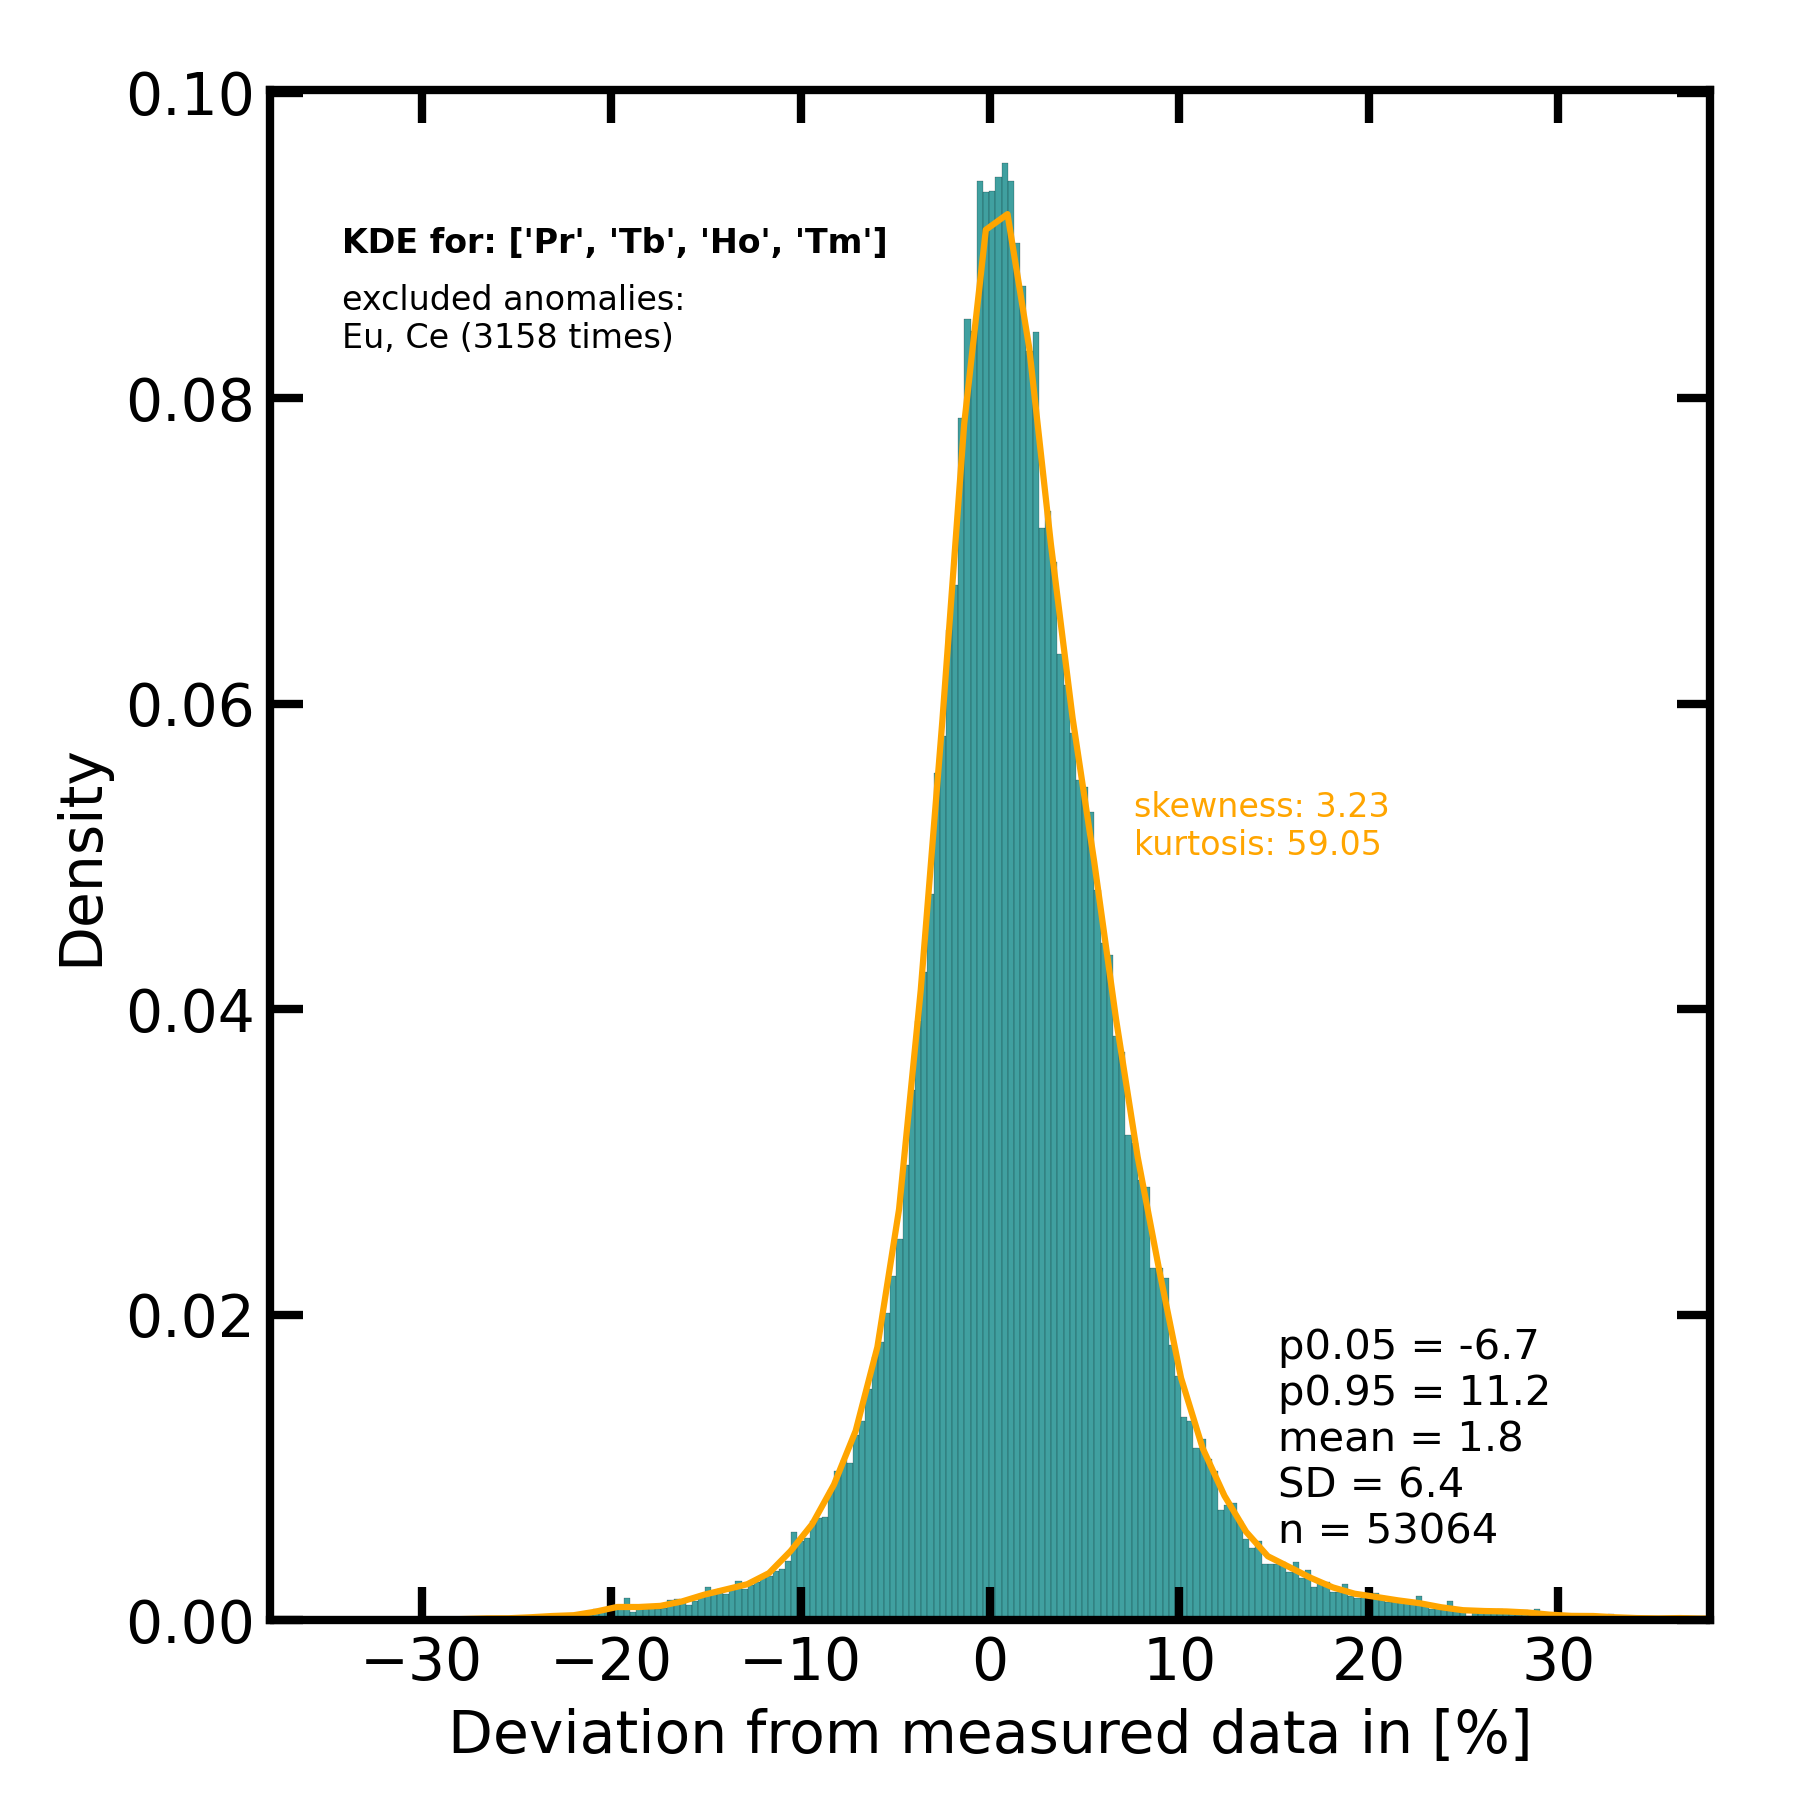 0.10
KDE for: ['Pr', 'Tb', 'Ho', 'Tm']
excluded anomalies:
Eu, Ce (3158 times)
0.08
0.06
skewness: 3.23
kurtosis: 59.05
Density
0.04
0.02
p0.05 = -6.7
p0.95 = 11.2
mean = 1.8
SD = 6.4
n = 53064
0.00
−30 −20 −10 0 10 20 30
Deviation from measured data in [%]